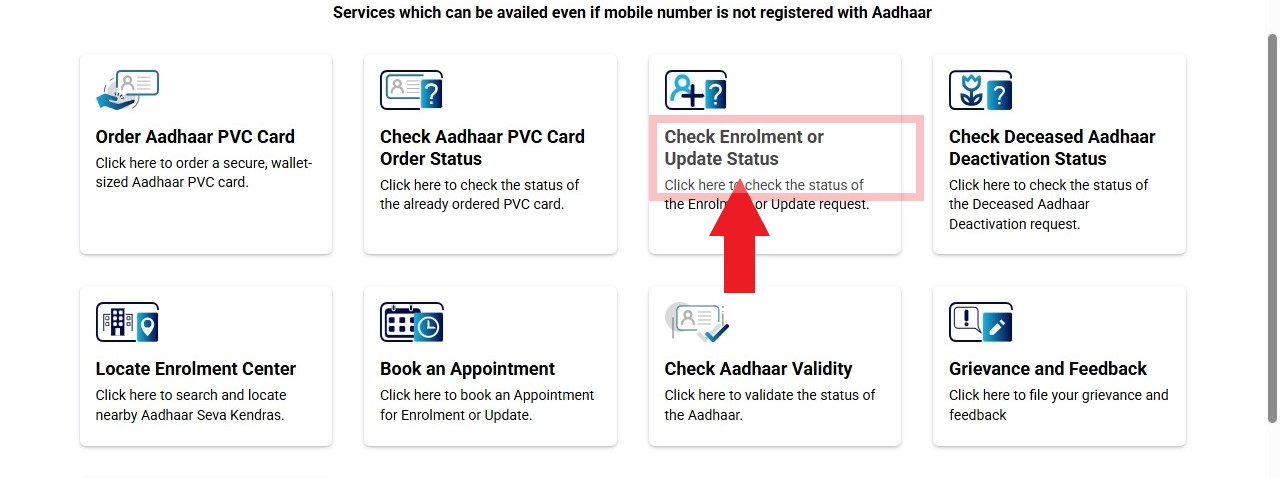 Services which can be availed even if mobile number is not registered with Aadhaar
Order Aadhaar PVC Card
Click here to order a secure, wallet-
sized Aadhaar PVC card.
Check Aadhaar PVC Card
Order Status
Click here to check the status of
the already ordered PVC card.
Check Enrolment or
Update Status
Click here to check the status of
the or Update request.
Check Deceased Aadhaar
Deactivation Status
Click here to check the status of
the Deceased Aadhaar
Deactivation request.
Locate Enrolment Center
Click here to search and locate
nearby Aadhaar Seva Kendras.
Book an Appointment
Click here to book an Appointment
for Enrolment or Update.
Check Aadhaar Validity
Click here to validate the status of
the Aadhaar.
Grievance and Feedback
Click here to file your grievance and
feedback